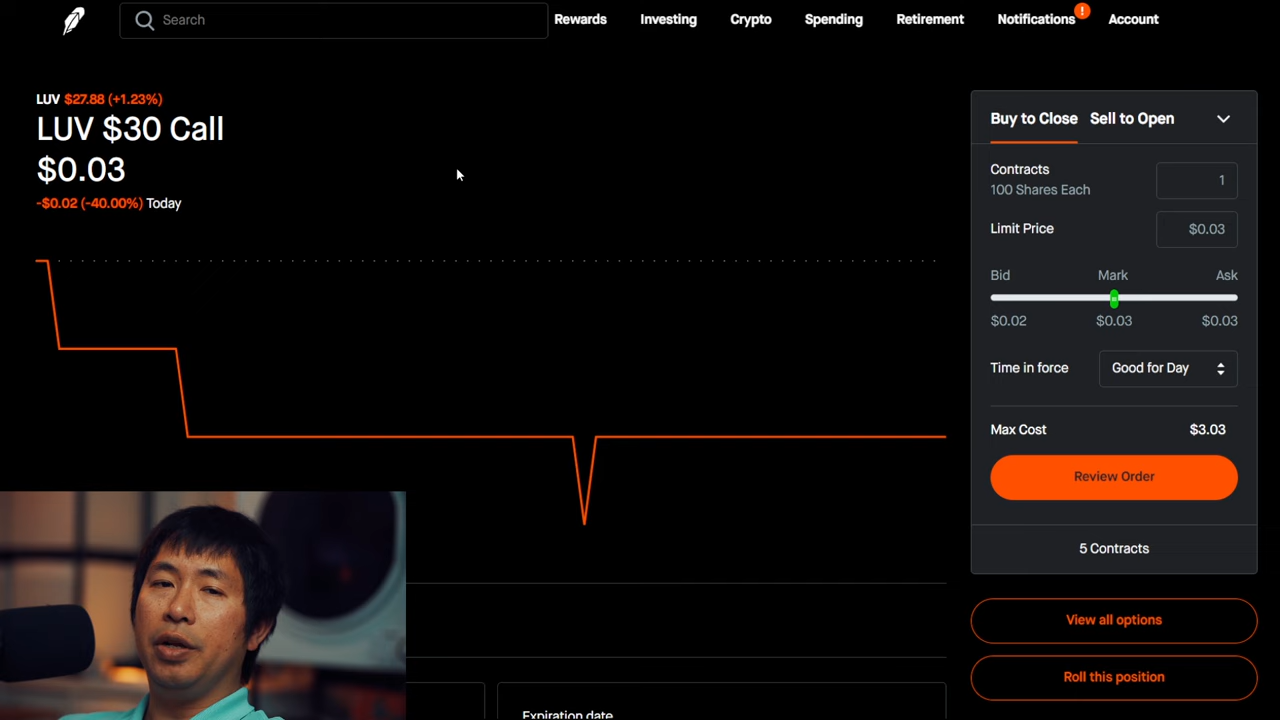 Search
Rewards
Investing
Crypto
Spending
Retirement
Notifications
!
Account
LUV $27.88 (+1.23%)
LUV $30 Call
$0.03
-$0.02 (-40.00%) Today
Buy to Close
Sell to Open
Contracts
100 Shares Each
1
Limit Price
$0.03
Bid
Mark
Ask
$0.02
$0.03
$0.03
Time in force
Good for Day
Max Cost
$3.03
Review Order
5 Contracts
View all options
Roll this position
Expiration date